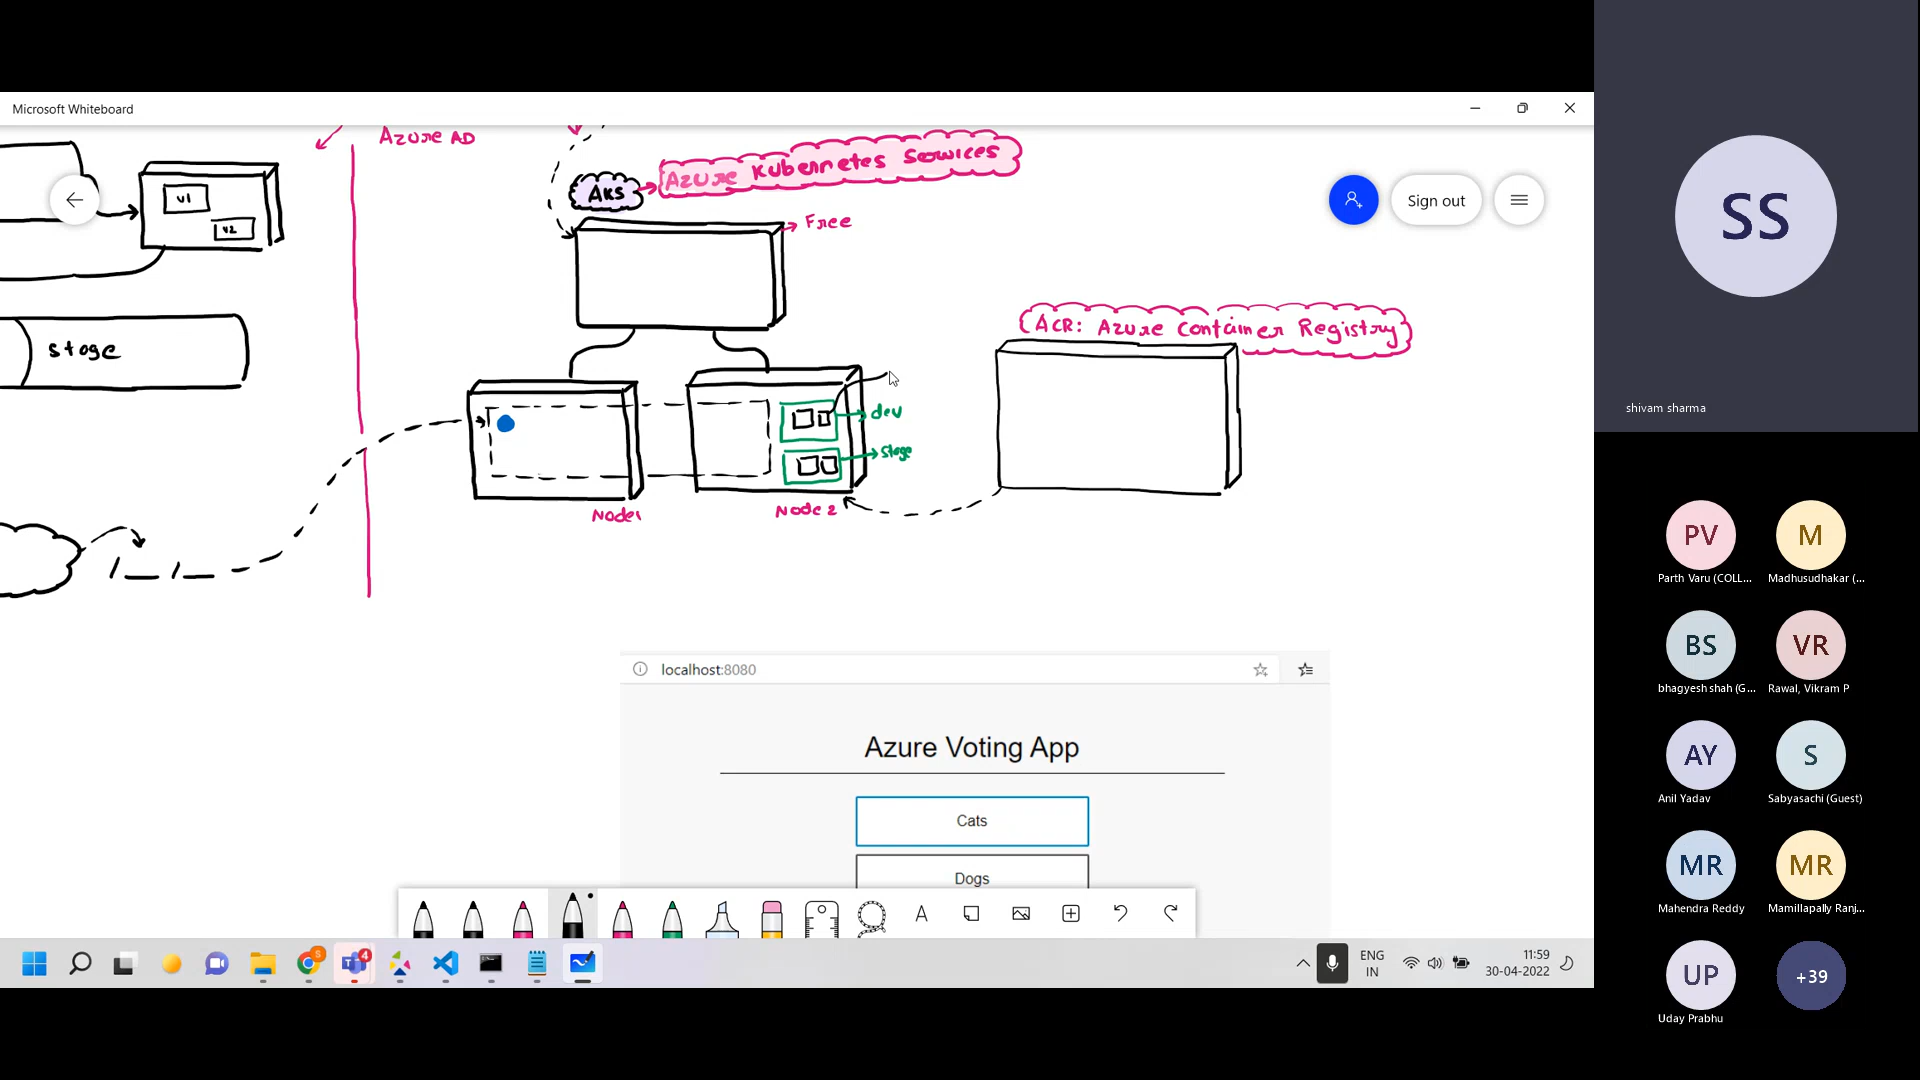 Microsoft Whiteboard
Azure AD
Azure Kubernetes Services
AKS
Free
V1
V2
Sign out
SS
shivam sharma
ACR: Azure Container Registry
stage
dev
stage
Node1
Node 2
localhost:8080
Azure Voting App
Cats
Dogs
A
PV
M
Parth Varu (COLL...
Madhusudhakar (...
BS
VR
bhagyesh shah (G...
Rawal, Vikram P
AY
S
Anil Yadav
Sabyasachi (Guest)
MR
MR
Mahendra Reddy
Mamillapally Ranj...
UP
+39
Uday Prabhu
S
4
ENG
IN
11:59
30-04-2022